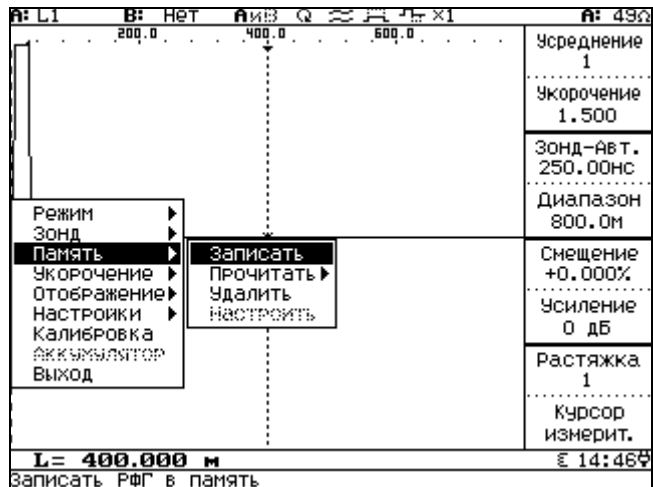 A: L1 B: Нет АиВ Q ×1 A: 49Ω
200.0 400.0 600.0
Усреднение
1
Укорочение
1.500
Зонд-Авт.
250.00нс
Диапазон
800.0м
Смещение
+0.000%
Усиление
0 дБ
Растяжка
1
Курсор
измерит.
Режим
Зонд
Память
Укорочение
Отображение
Настройки
Калибровка
Аккумулятор
Выход
Записать
Прочитать
Удалить
Настроить
L= 400.000 м
14:46
Записать РФГ в память